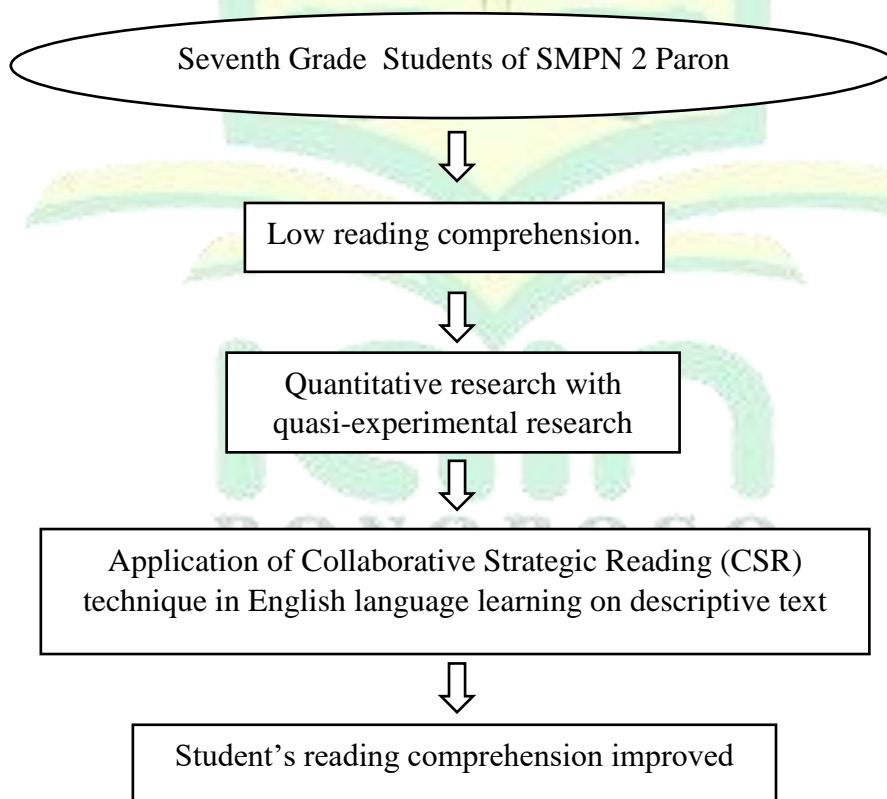 Seventh Grade Students of SMPN 2 Paron
Low reading comprehension.
Quantitative research with
quasi-experimental research
Application of Collaborative Strategic Reading (CSR)
technique in English language learning on descriptive text
Student’s reading comprehension improved